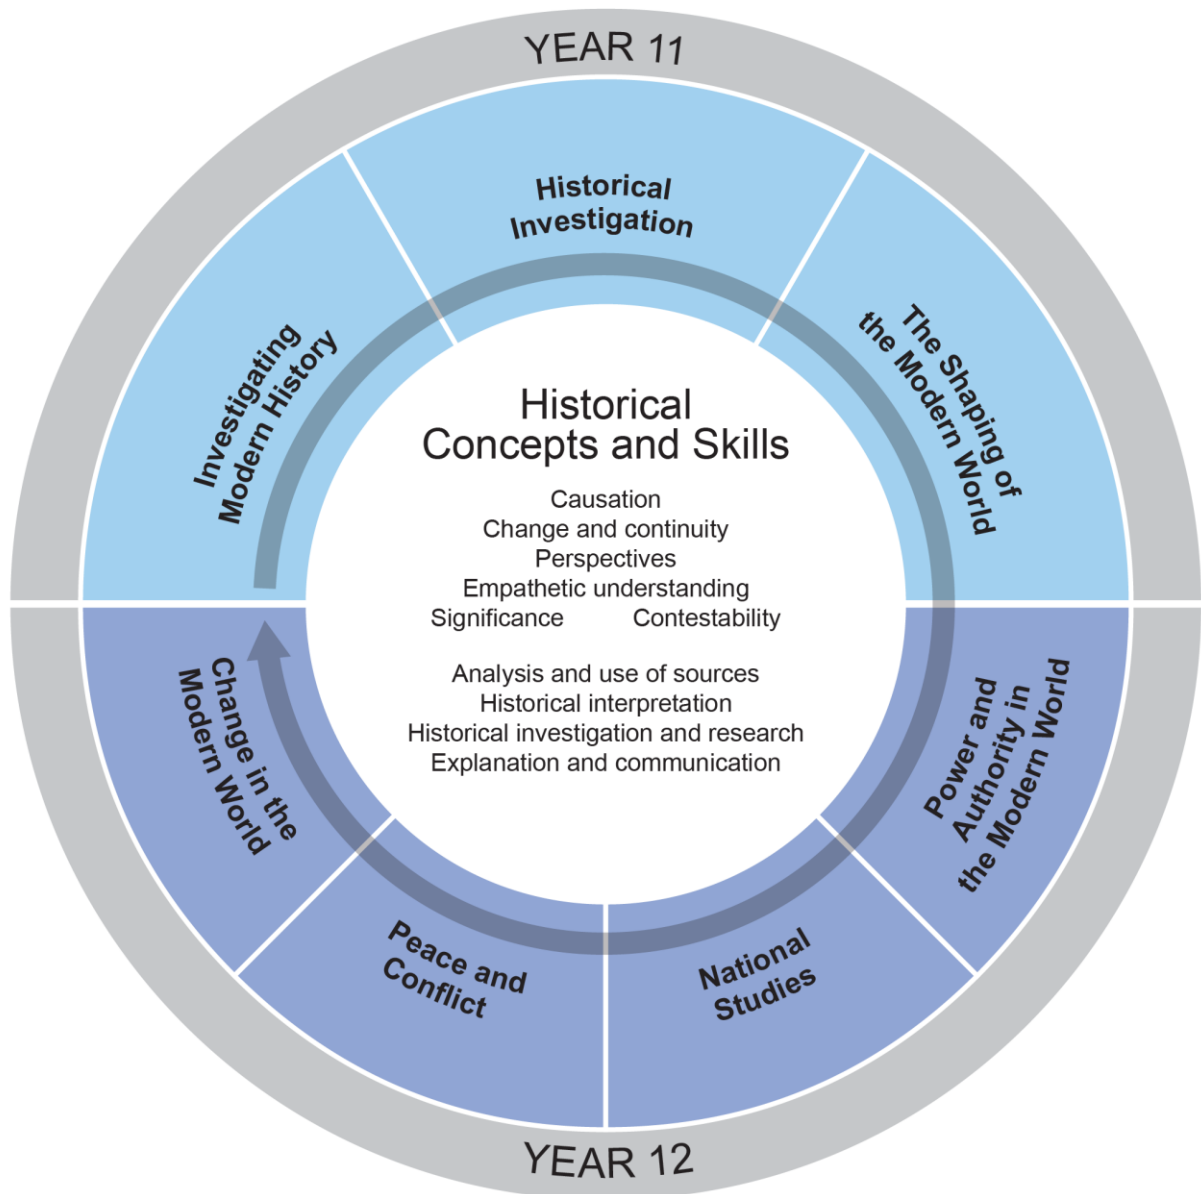 YEAR 11
Historical
Investigation
Investigating
Modern History
The Shaping of
the Modern World
Historical
Concepts and Skills
Causation
Change and continuity
Perspectives
Empathetic understanding
Significance Contestability
Analysis and use of sources
Historical interpretation
Historical investigation and research
Explanation and communication
Change in the
Modern World
Power and
Authority in
the Modern World
Peace and
Conflict
National
Studies
YEAR 12